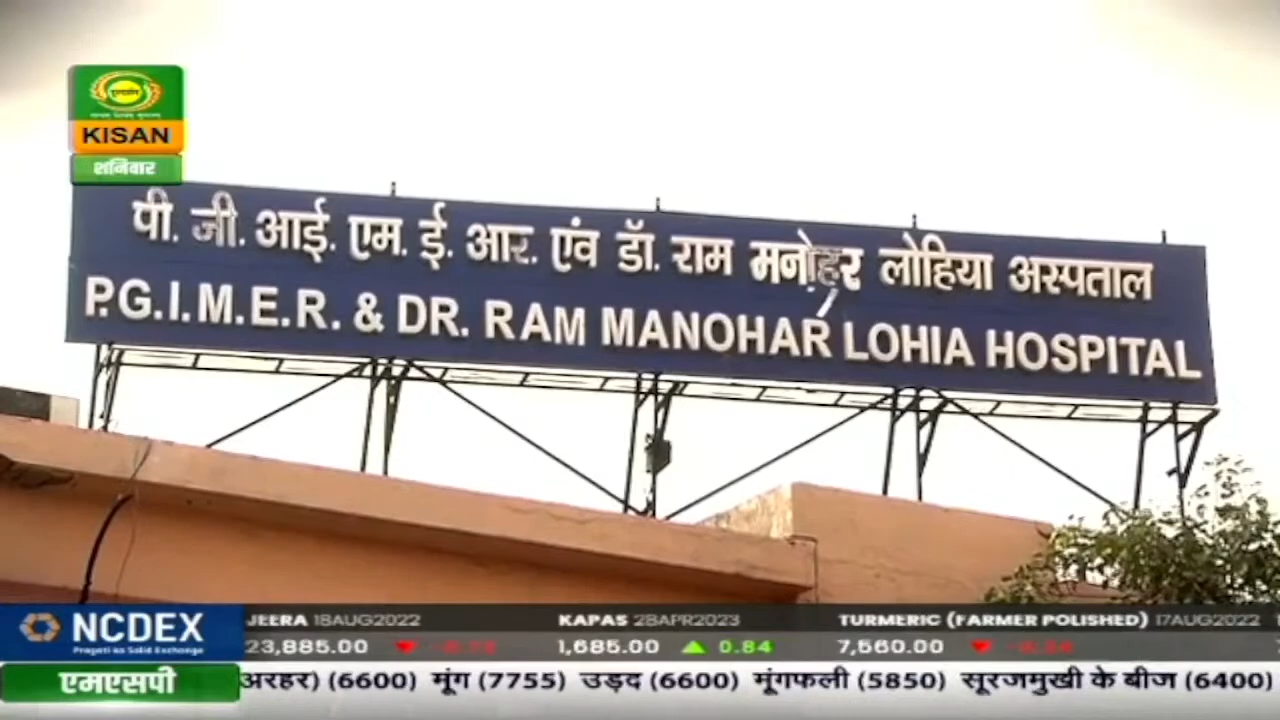 KISAN
शनिवार
पी. जी. आई. एम. ई. आर. एंव डॉ. राम मनोहर लोहिया अस्पताल
P.G.I.M.E.R. & DR. RAM MANOHAR LOHIA HOSPITAL
NCDEX
JEERA 18AUG2022 KAPAS 28APR2023 TURMERIC (FARMER POLISHED) 17AUG2022
23,885.00 1,685.00 0.84 7,560.00
एमएसपी अरहर) (6600) मूंग (7755) उड़द (6600) मूंगफली (5850) सूरजमुखी के बीज (6400)